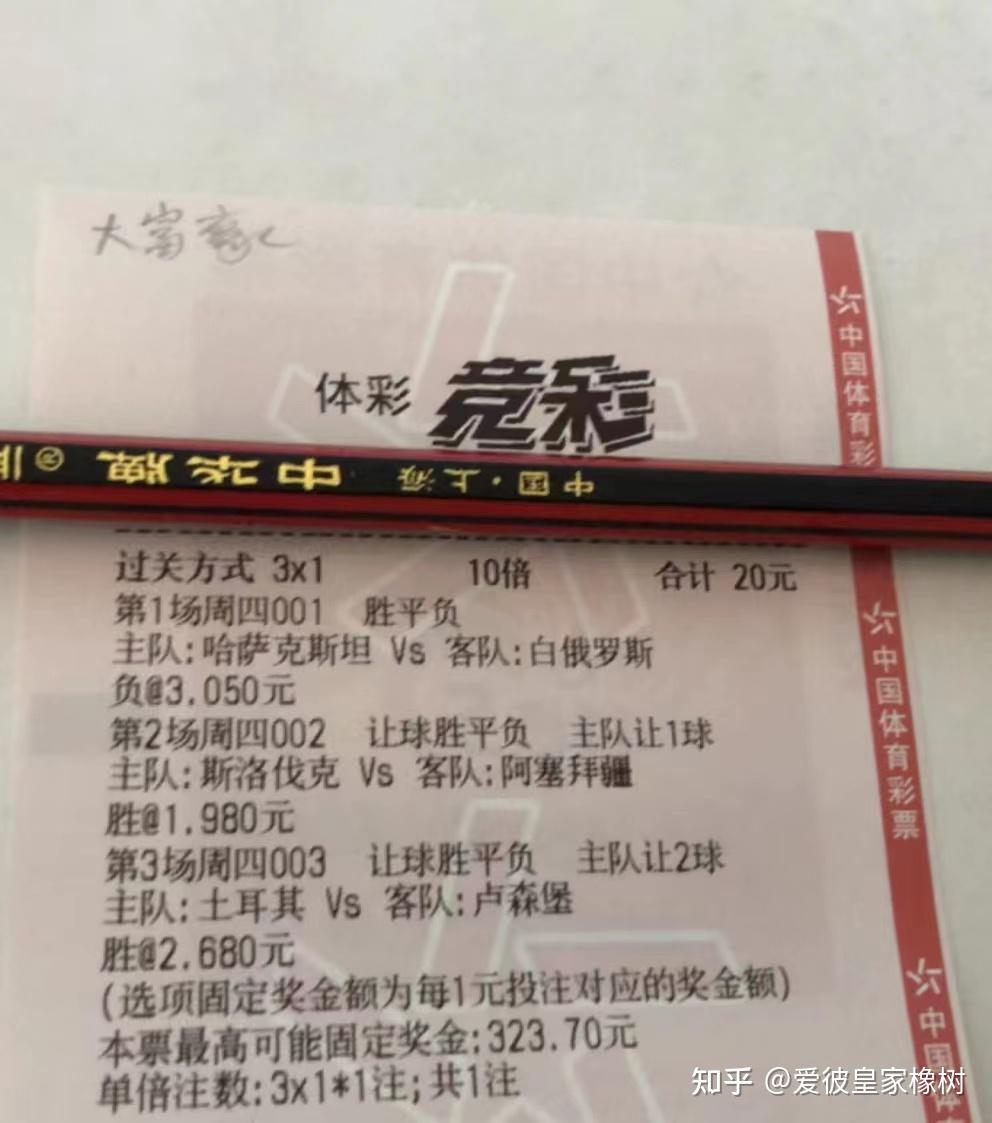 大富豪
体彩 竞彩
中国·上海 中华牌 ®
过关方式 3x1 10倍 合计 20元
第1场周四001 胜平负
主队:哈萨克斯坦 Vs 客队:白俄罗斯
负@3.050元
第2场周四002 让球胜平负 主队让1球
主队:斯洛伐克 Vs 客队:阿塞拜疆
胜@1.980元
第3场周四003 让球胜平负 主队让2球
主队:土耳其 Vs 客队:卢森堡
胜@2.680元
(选项固定奖金额为每1元投注对应的奖金额)
本票最高可能固定奖金:323.70元
单倍注数:3x1*1注;共1注
中国体育彩
中国体育彩票
中国体
知乎 @爱彼皇家橡树